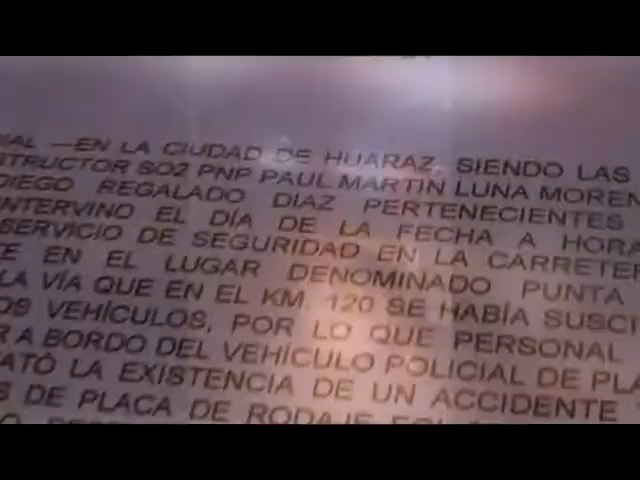 IAL —EN LA CIUDAD DE HUARAZ, SIENDO LAS
STRUCTOR SO2 PNP PAUL MARTIN LUNA MOREN
DIEGO REGALADO DIAZ PERTENECIENTES
INTERVINO EL DÍA DE LA FECHA A HORA
SERVICIO DE SEGURIDAD EN LA CARRETER
TE EN EL LUGAR DENOMINADO PUNTA
LA VÍA QUE EN EL KM. 120 SE HABÍA SUSCI
OS VEHÍCULOS, POR LO QUE PERSONAL
R A BORDO DEL VEHÍCULO POLICIAL DE PLA
ATÓ LA EXISTENCIA DE UN ACCIDENTE
S DE PLACA DE RODAJE